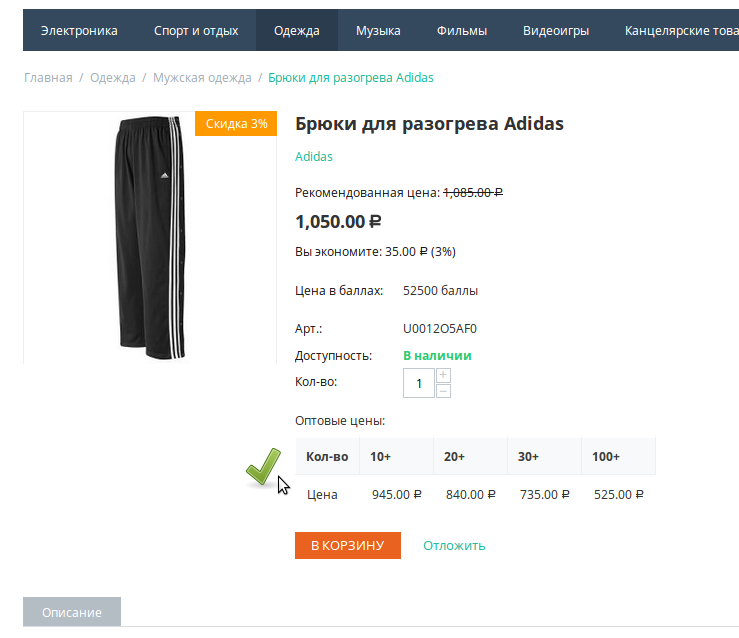 Электроника Спорт и отдых Одежда Музыка Фильмы Видеоигры Канцелярские това
Главная / Одежда / Мужская одежда / Брюки для разогрева Adidas
Скидка 3%
Брюки для разогрева Adidas
Adidas
Рекомендованная цена: 1,085.00 ₽
1,050.00 ₽
Вы экономите: 35.00 ₽ (3%)
Цена в баллах: 52500 баллы
Арт.: U0012O5AF0
Доступность: В наличии
Кол-во: 1 + −
Оптовые цены:
Кол-во 10+ 20+ 30+ 100+
Цена 945.00 ₽ 840.00 ₽ 735.00 ₽ 525.00 ₽
В КОРЗИНУ Отложить
Описание